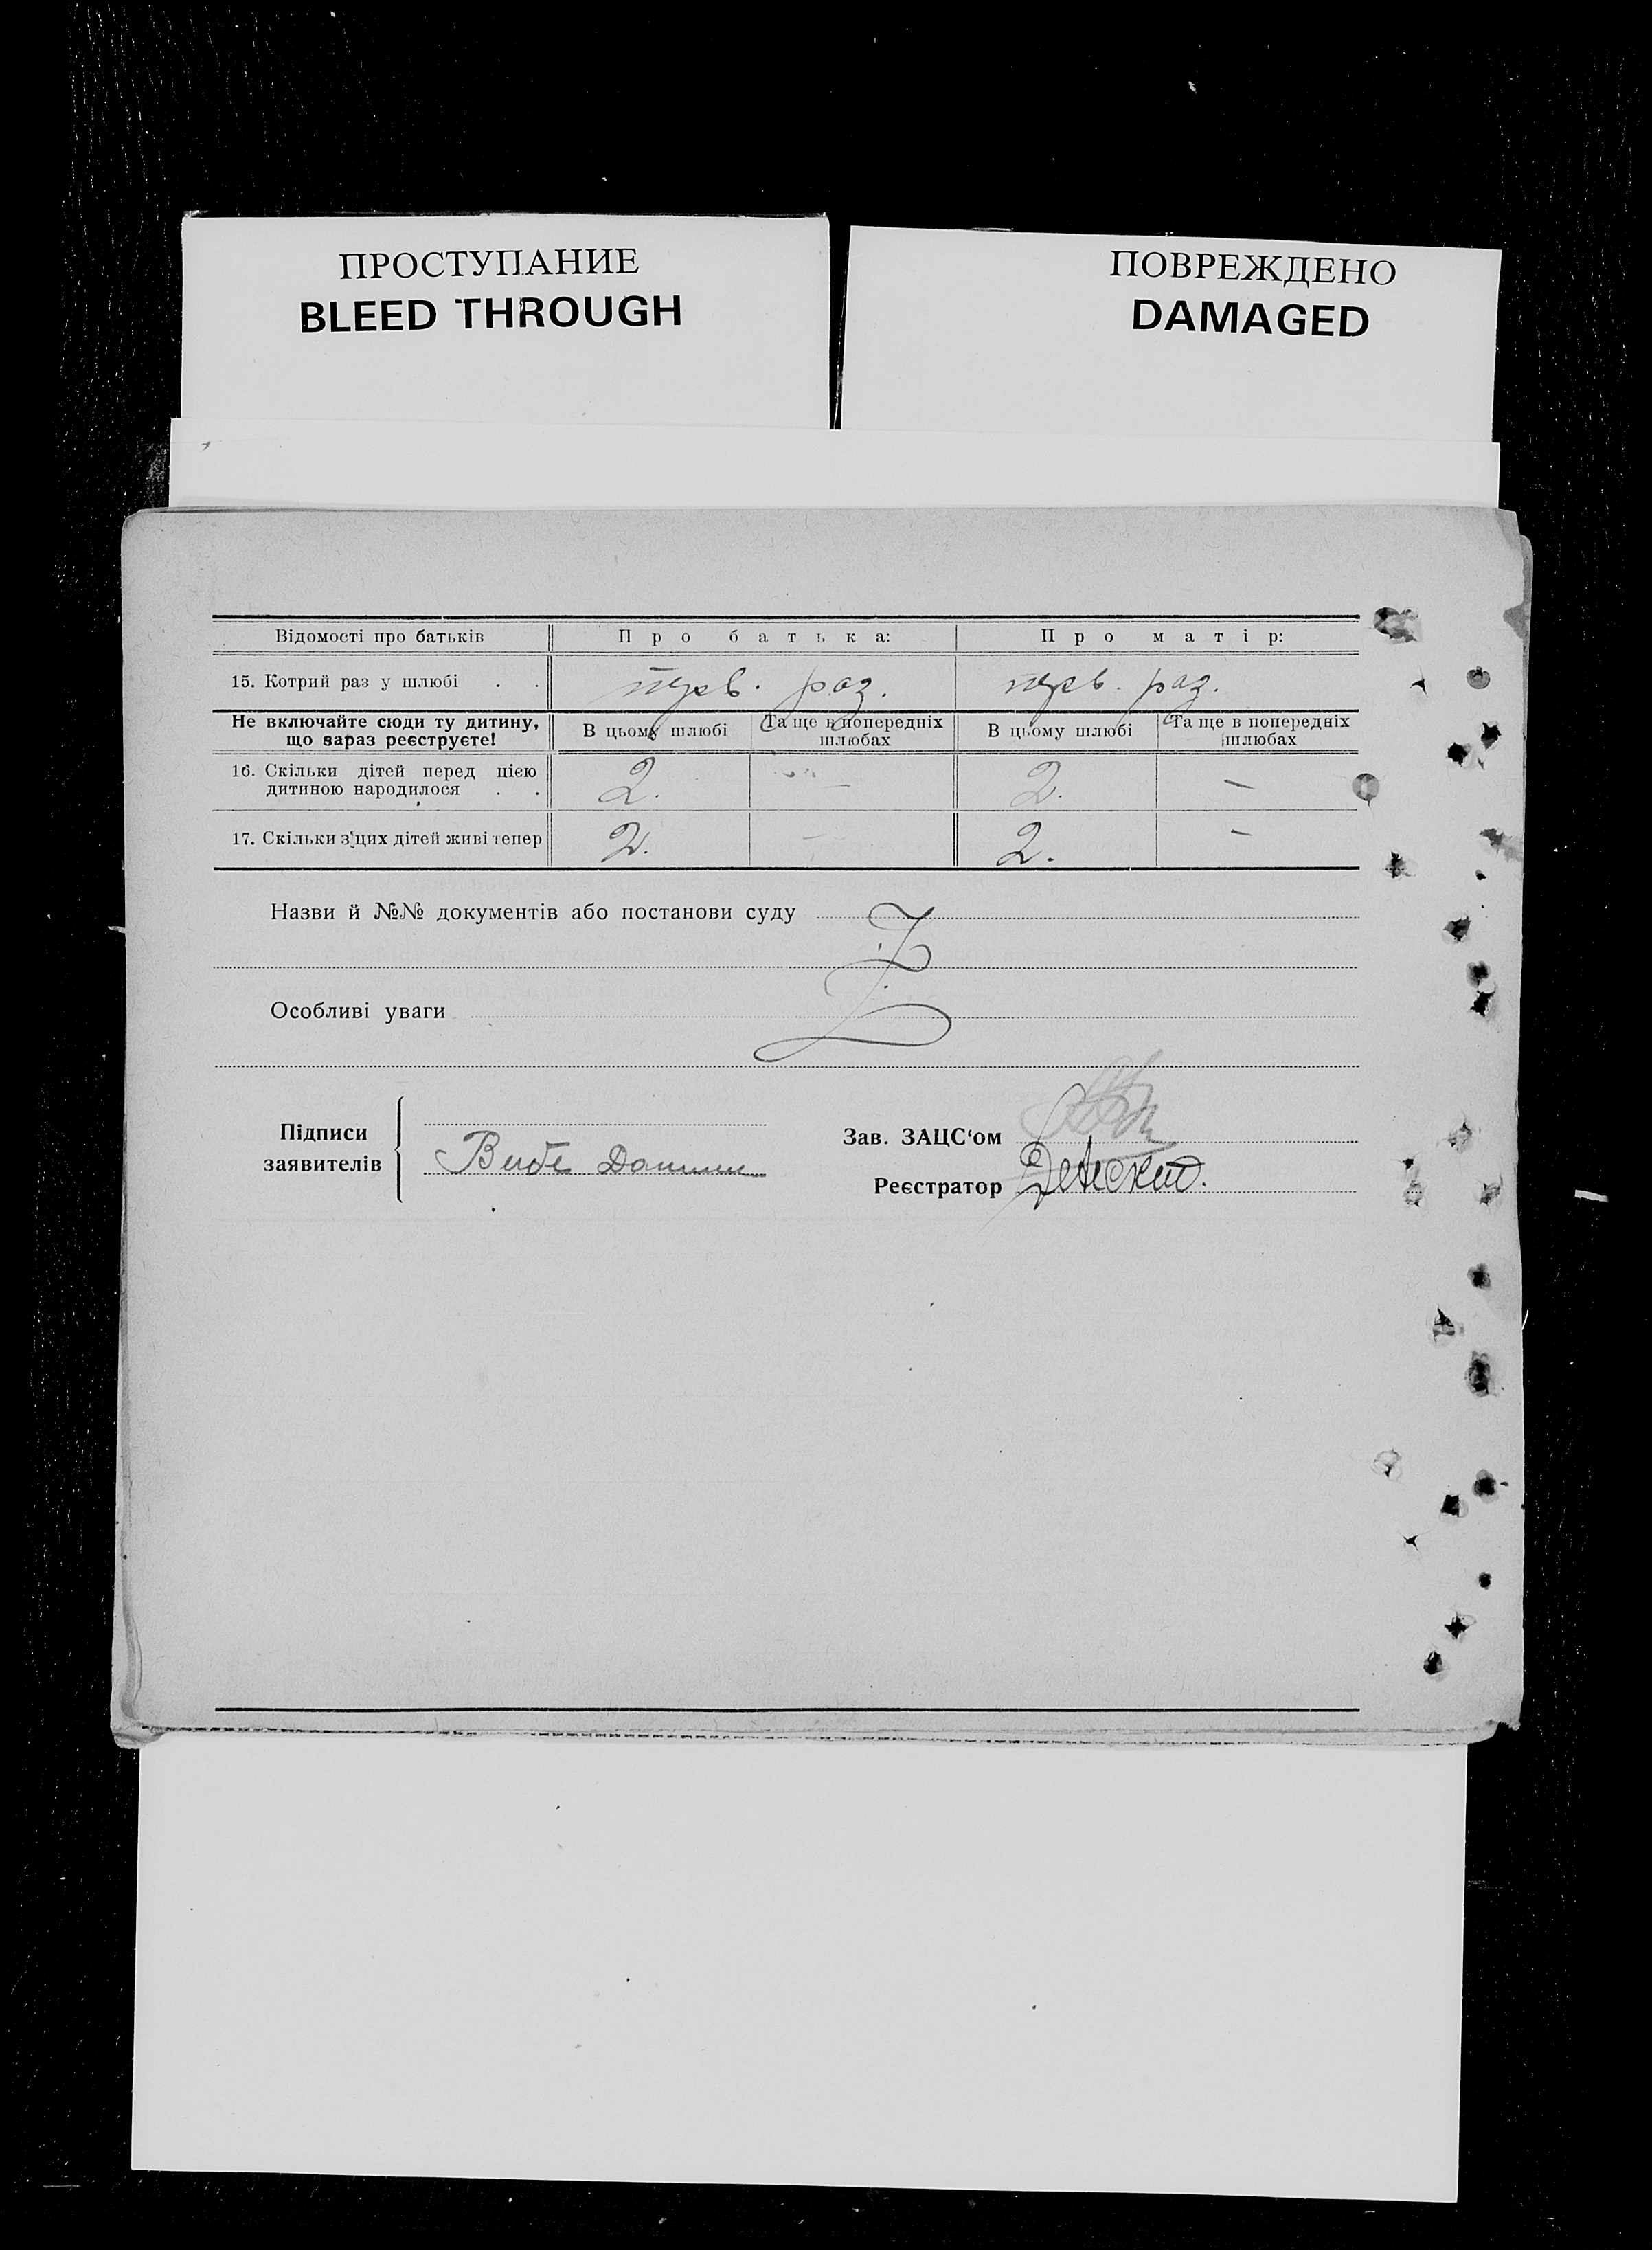 ПРОСТУПАНИЕ
BLEED THROUGH
ПОВРЕЖДЕНО
DAMAGED
Відомості про батьків Про батька: Про матір:
15. Котрий раз у шлюбі . . перв. раз. перв. раз.
Не включайте сюди ту дитину, що зараз реєструєте! В цьому шлюбі Та ще в попередніх шлюбах В цьому шлюбі Та ще в попередніх шлюбах
16. Скільки дітей перед цією
дитиною народилося . . 2. — 2. —
17. Скільки з цих дітей живі тепер 2. — 2. —
Назви й №№ документів або постанови суду
Особливі уваги
Підписи
заявителів
Вибе
Зав. ЗАЦС‘ом
Реєстратор